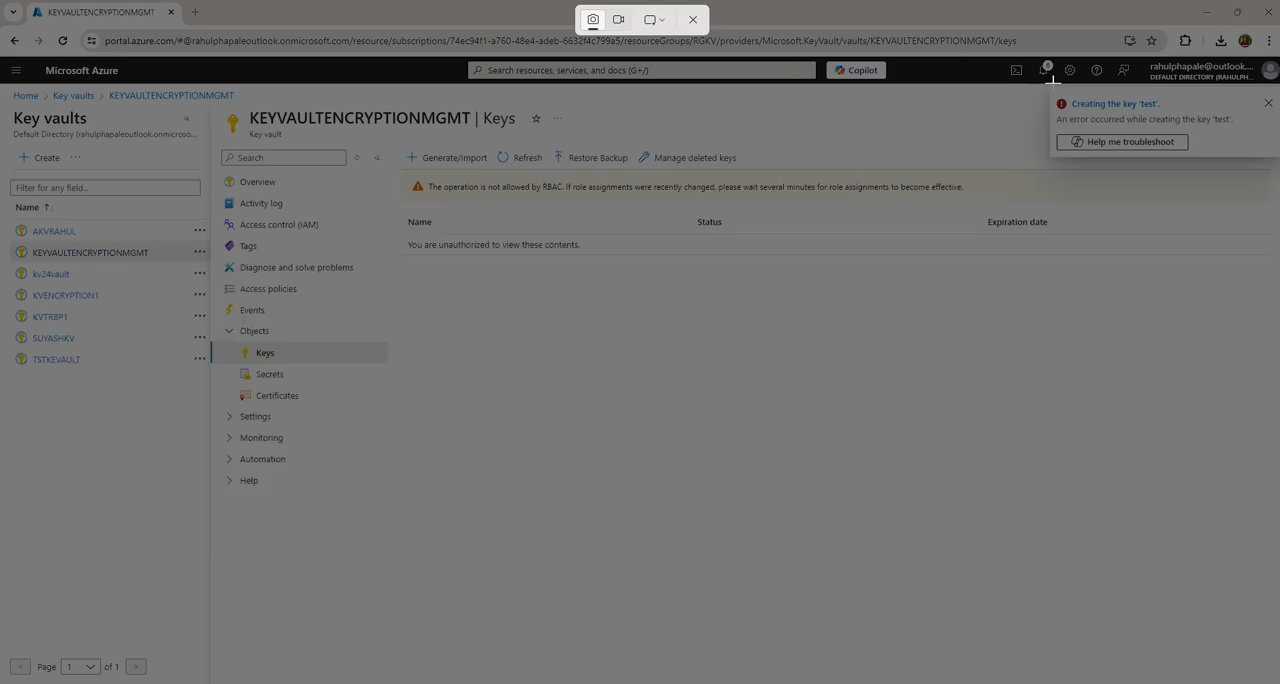 KEYVAULTENCRYPTIONMGMT
portal.azure.com/#@rahulphapaleoutlook.onmicrosoft.com/resource/subscriptions/74ec94f1-a760-48e4-adeb-6632f4c799a5/resourceGroups/RGKV/providers/Microsoft.KeyVault/vaults/KEYVAULTENCRYPTIONMGMT/keys
Microsoft Azure
Search resources, services, and docs (G+/)
Copilot
6
rahulphapale@outlook....
DEFAULT DIRECTORY (RAHULPH...
Home > Key vaults > KEYVAULTENCRYPTIONMGMT
Key vaults
Default Directory (rahulphapaleoutlook.onmicroso...
Create
Filter for any field...
Name
AKVRAHUL
KEYVAULTENCRYPTIONMGMT
kv24vault
KVENCRYPTION1
KVTRBP1
SUYASHKV
TSTKEVAULT
Page 1 of 1
KEYVAULTENCRYPTIONMGMT | Keys
Key vault
Search
Overview
Activity log
Access control (IAM)
Tags
Diagnose and solve problems
Access policies
Events
Objects
Keys
Secrets
Certificates
Settings
Monitoring
Automation
Help
Generate/Import
Refresh
Restore Backup
Manage deleted keys
The operation is not allowed by RBAC. If role assignments were recently changed, please wait several minutes for role assignments to become effective.
Name Status Expiration date
You are unauthorized to view these contents.
Creating the key 'test'.
An error occurred while creating the key 'test'.
Help me troubleshoot